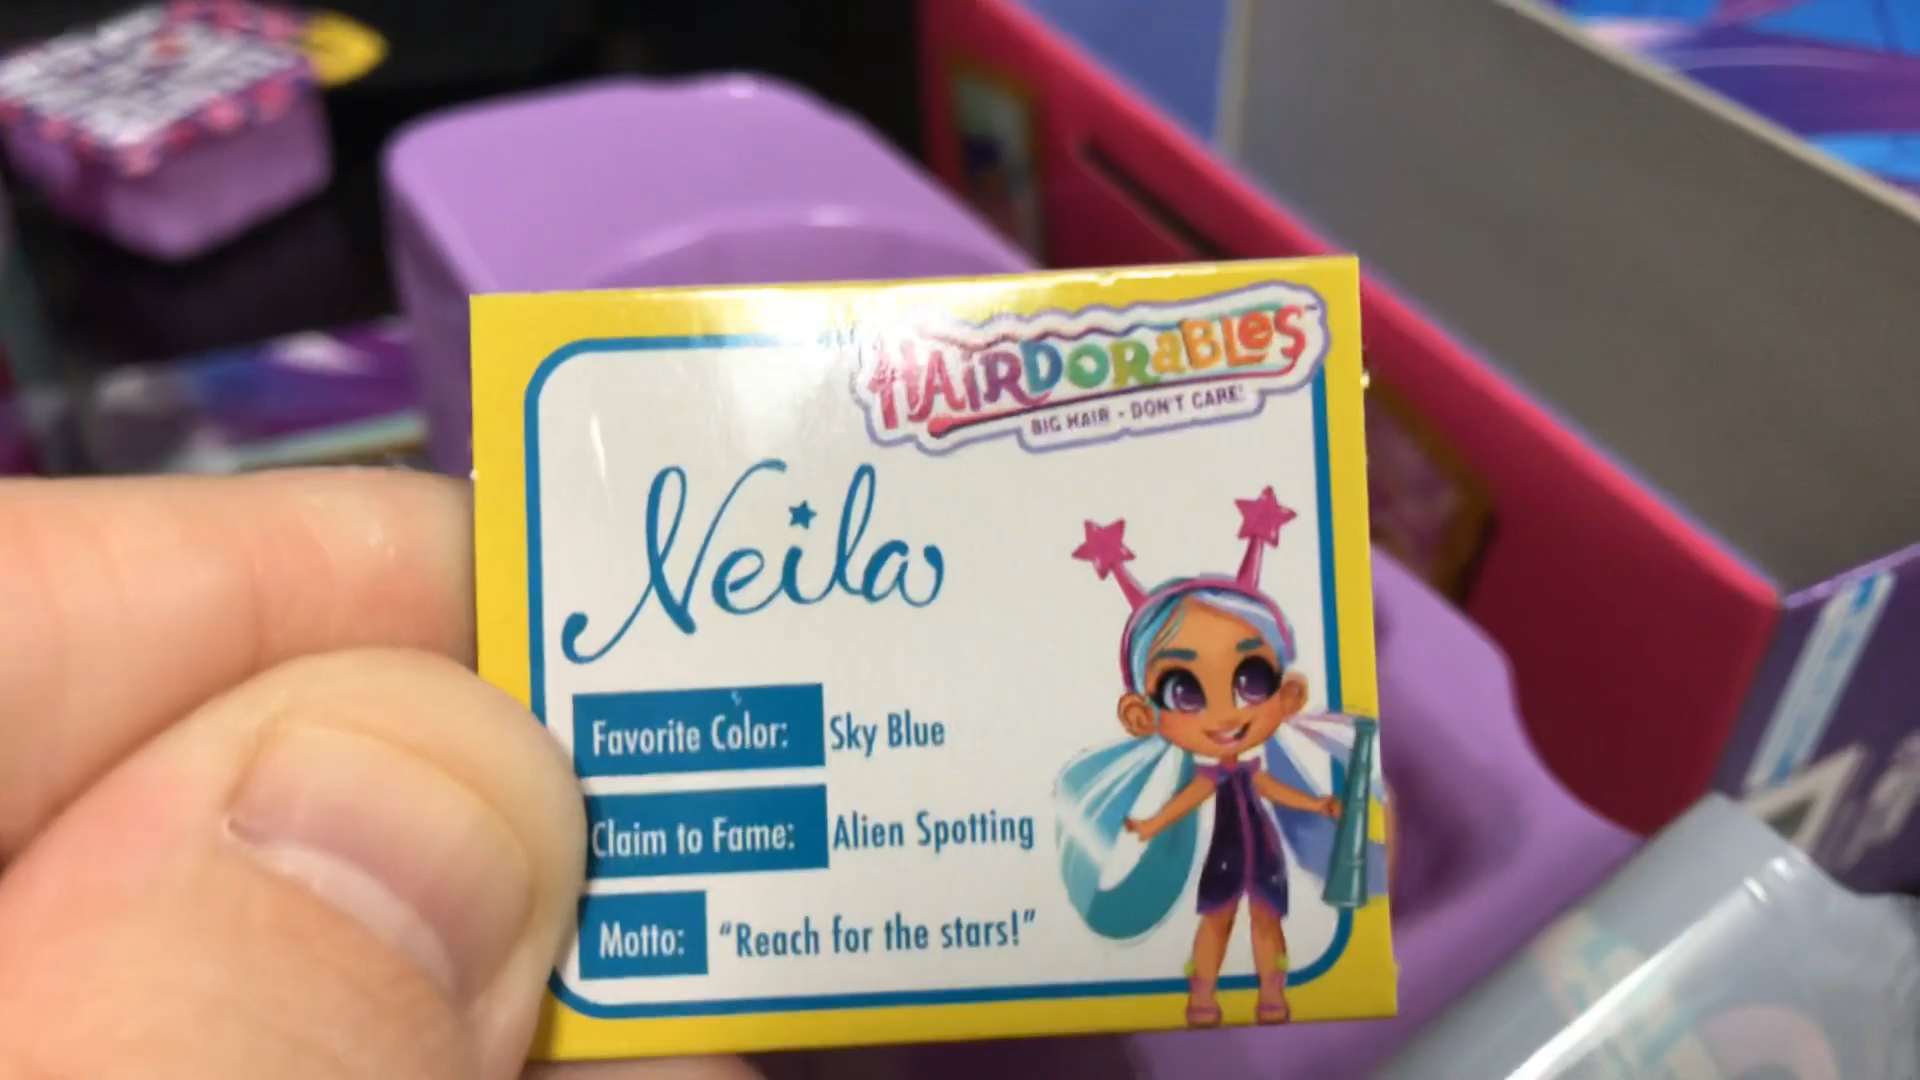 HAIRDORABLES™
BIG HAIR - DON'T CARE!
Neila
Favorite Color: Sky Blue
Claim to Fame: Alien Spotting
Motto: "Reach for the stars!"